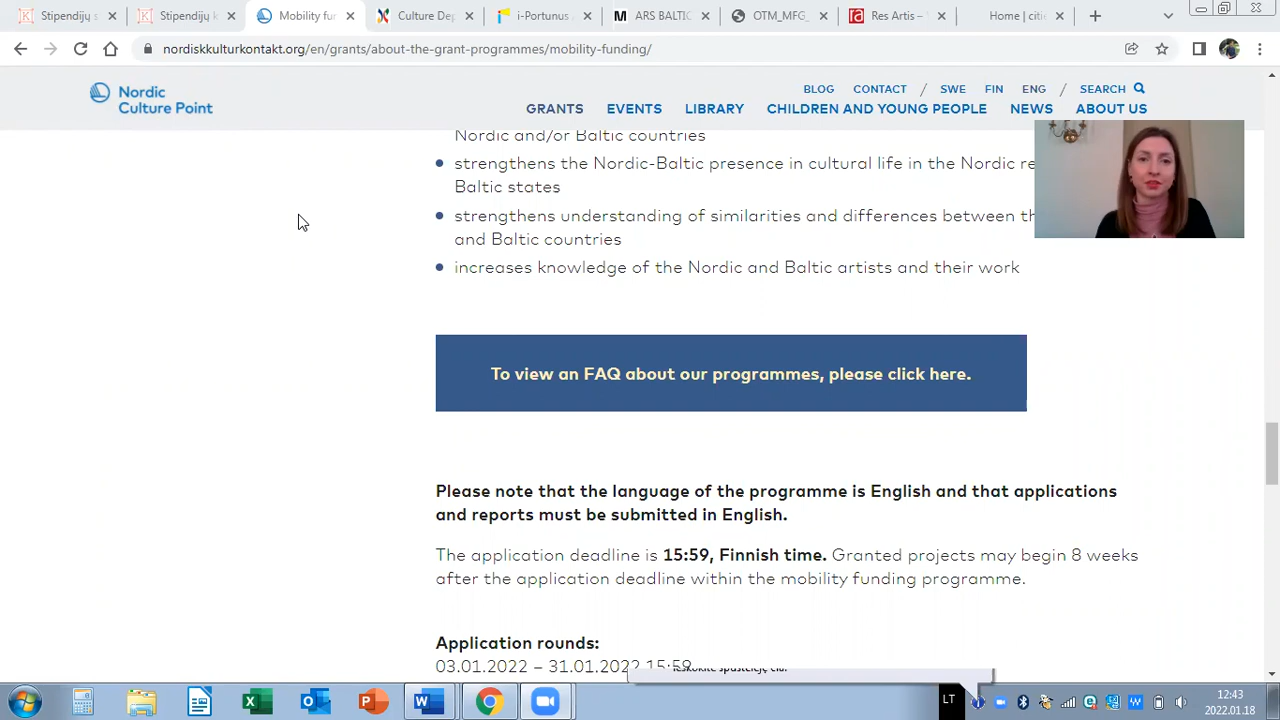 Stipendijų s
Stipendijų k
Mobility fun
Culture Dep
i-Portunus A
ARS BALTIC
OTM_MFG_
Res Artis –
Home | citie
nordiskkulturkontakt.org/en/grants/about-the-grant-programmes/mobility-funding/
BLOG CONTACT / SWE FIN ENG / SEARCH
Nordic
Culture Point
GRANTS EVENTS LIBRARY CHILDREN AND YOUNG PEOPLE NEWS ABOUT US
Nordic and/or Baltic countries
strengthens the Nordic-Baltic presence in cultural life in the Nordic re
Baltic states
strengthens understanding of similarities and differences between th
and Baltic countries
increases knowledge of the Nordic and Baltic artists and their work
To view an FAQ about our programmes, please click here.
Please note that the language of the programme is English and that applications
and reports must be submitted in English.
The application deadline is 15:59, Finnish time. Granted projects may begin 8 weeks
after the application deadline within the mobility funding programme.
Application rounds:
03.01.2022 – 31.01.2022 15:59
LT
12:43
2022.01.18